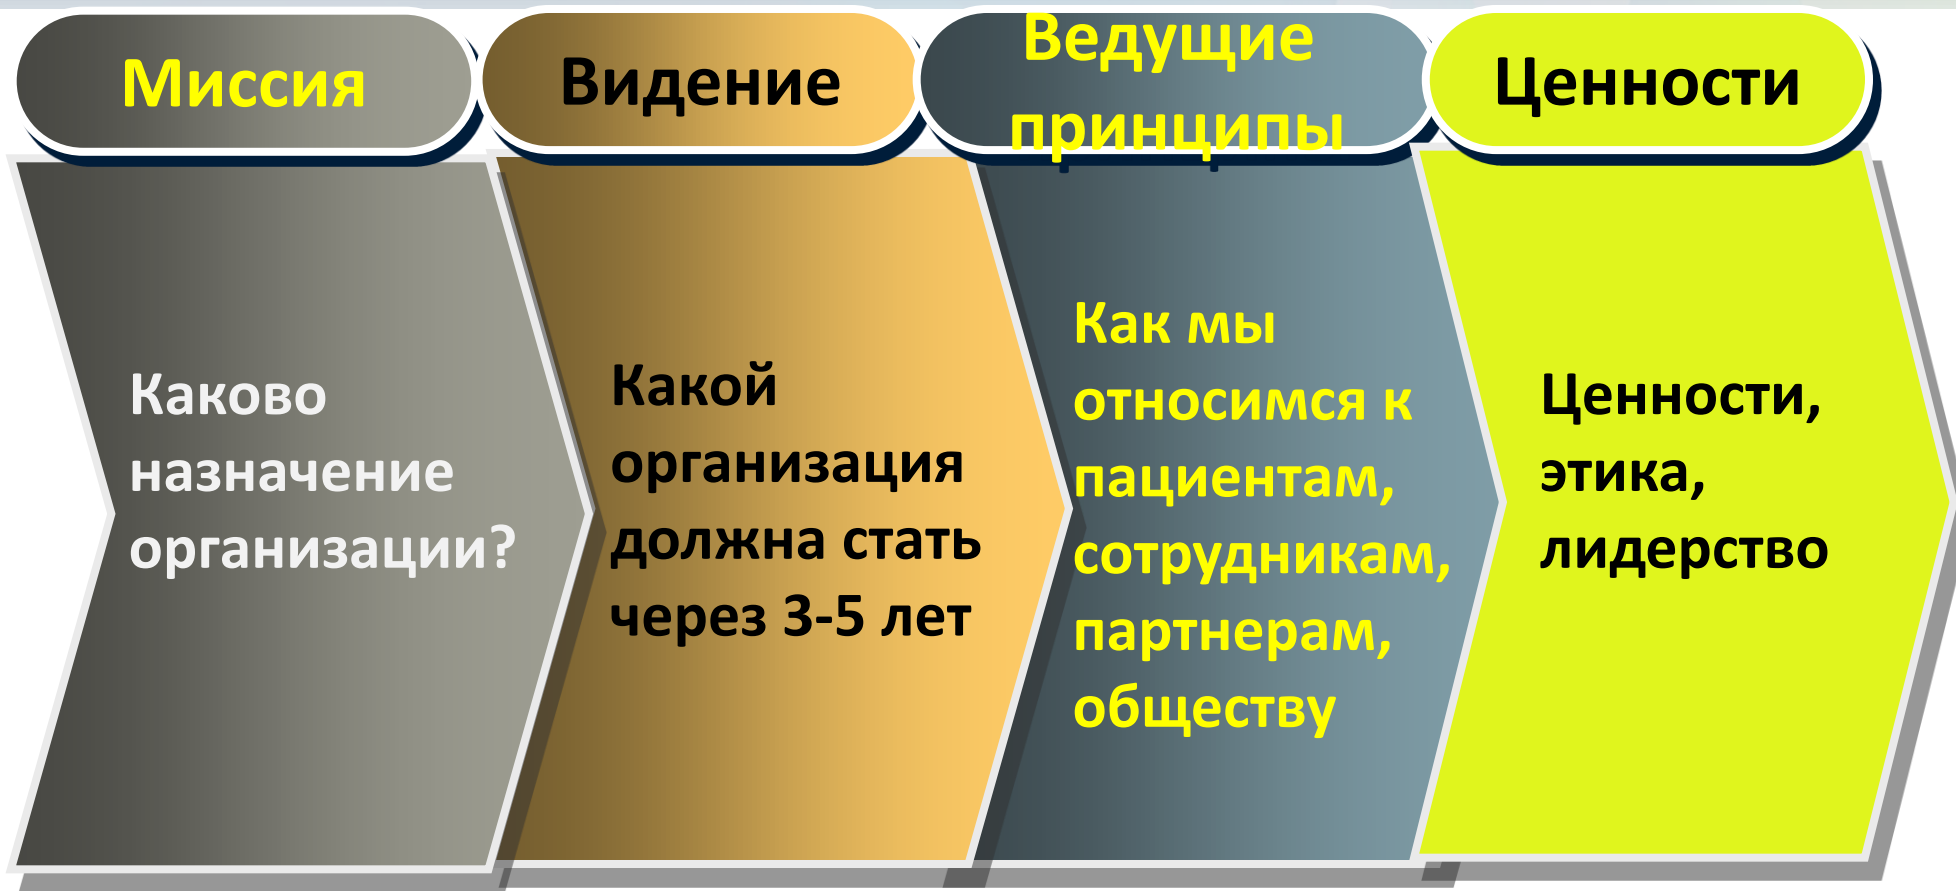 Миссия
Каково
назначение
организации?
Видение
Какой
организация
должна стать
через 3-5 лет
Ведущие
принципы
Как мы
относимся к
пациентам,
сотрудникам,
партнерам,
обществу
Ценности
Ценности,
этика,
лидерство